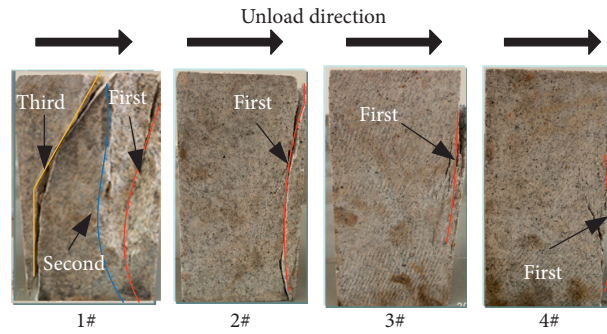 Unload direction
Third
First
First
First
Second
First
1#
2#
3#
4#